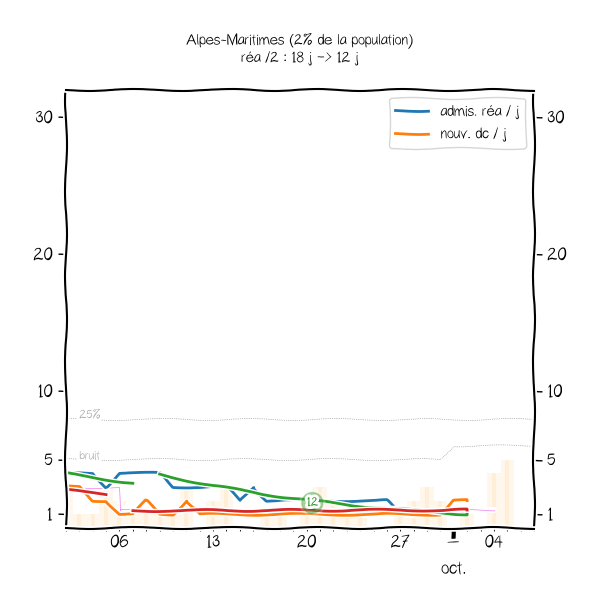 Alpes-Maritimes (2% de la population)
réa /2 : 18 j -> 12 j
admis. réa / j
nouv. dc / j
30 30
20 20
10 10
25%
5 bruit 5
12
1 1
06 13 20 27 1 04
oct.